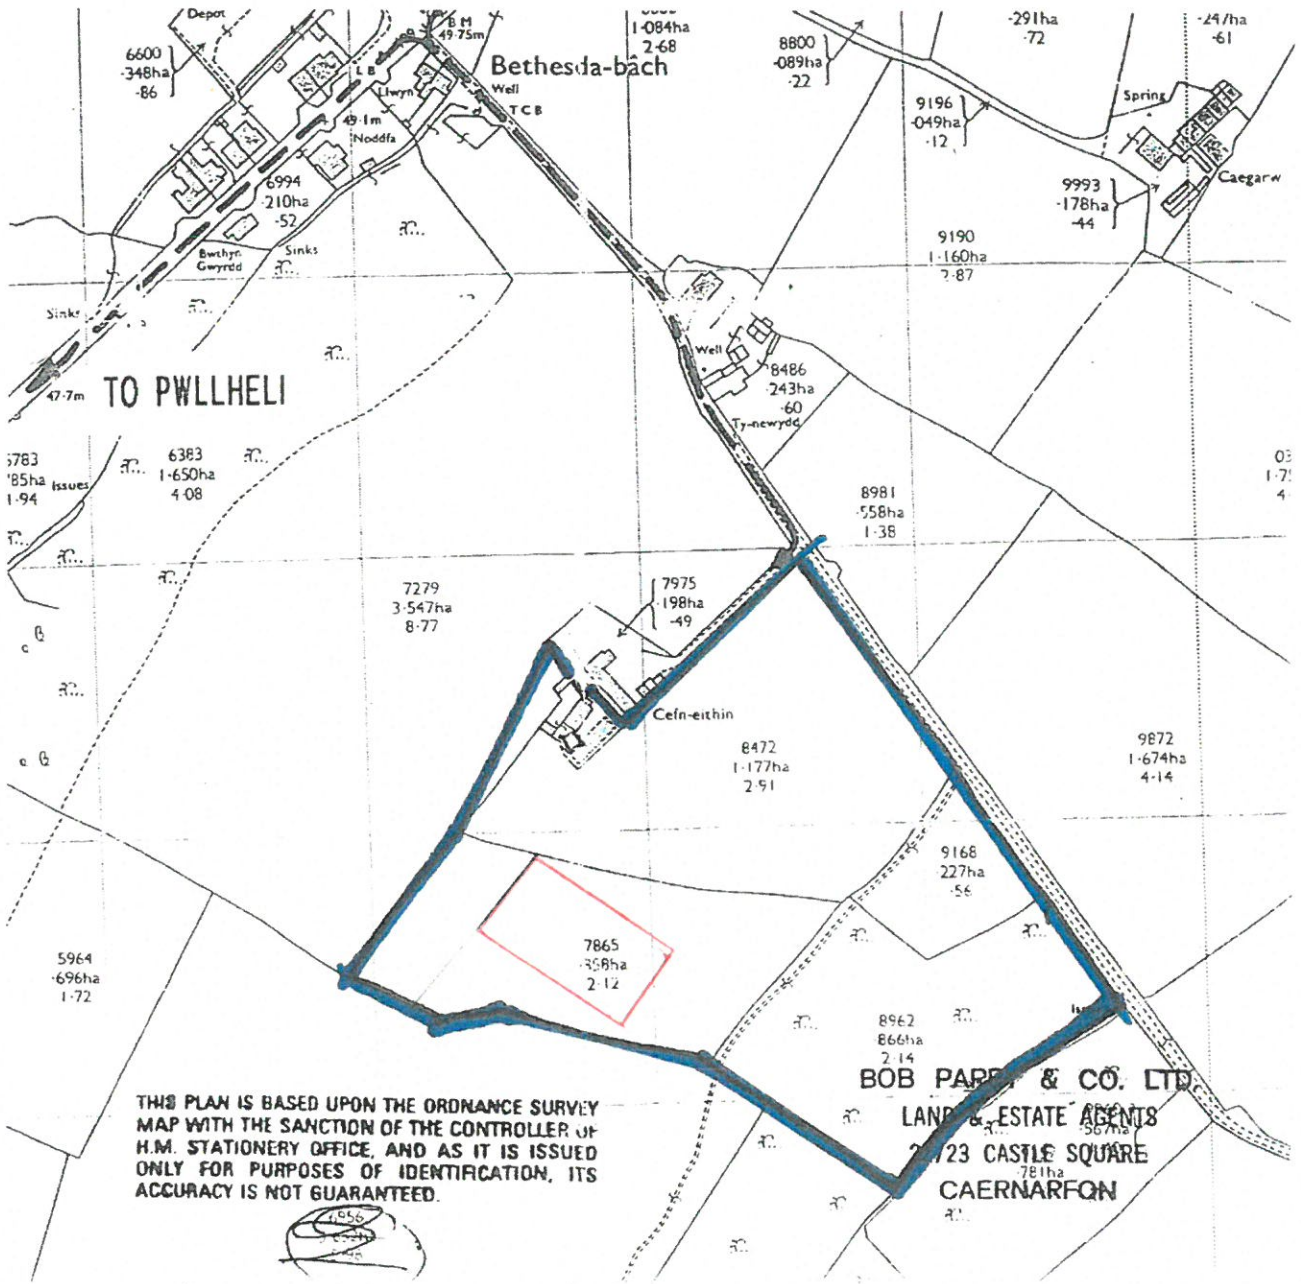 Depot
6600
·348ha
·86
B M
49·75m
L B
Llwyn
Bethesda-bâch
Well
T C B
49·1m
Noddfa
1·084ha
2·68
8800
·089ha
·22
·291ha
·72
·247ha
·61
9196
·049ha
·12
Spring
Caegarw
9993
·178ha
·44
6994
·210ha
·52
Bwthyn
Gwyrdd
Sinks
9190
1·160ha
2·87
Sinks
47·7m
TO PWLLHELI
Well
8486
·243ha
·60
Ty-newydd
1·94
Issues
6383
1·650ha
4·08
8981
·558ha
1·38
7279
3·547ha
8·77
7975
·198ha
·49
Cefn-eithin
8472
1·177ha
2·91
9872
1·674ha
4·14
9168
·227ha
·56
5964
·696ha
1·72
7865
·858ha
2·12
8962
·866ha
2·14
BOB PARRY & CO. LTD.
LAND & ESTATE AGENTS
CASTLE SQUARE
·781ha
CAERNARFON
THIS PLAN IS BASED UPON THE ORDNANCE SURVEY
MAP WITH THE SANCTION OF THE CONTROLLER OF
H.M. STATIONERY OFFICE, AND AS IT IS ISSUED
ONLY FOR PURPOSES OF IDENTIFICATION, ITS
ACCURACY IS NOT GUARANTEED.